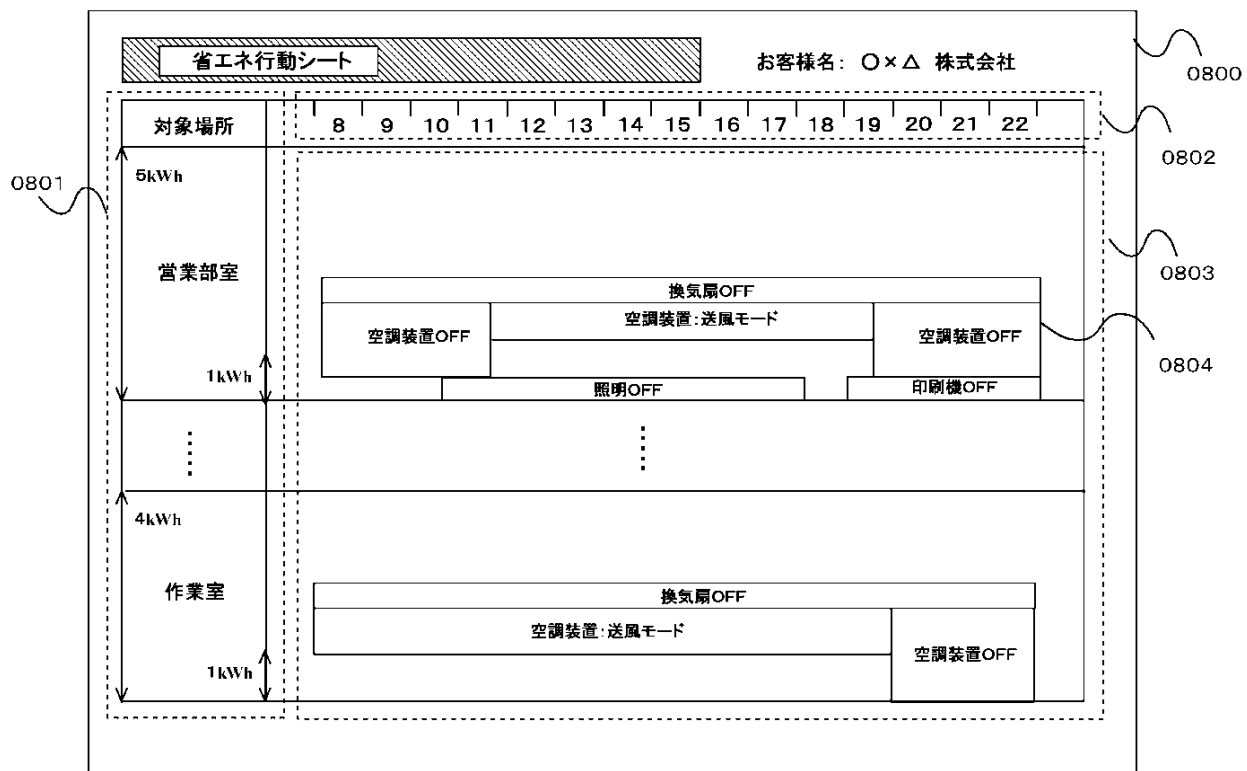 省エネ行動シート
お客様名： ○×△ 株式会社
0800
対象場所
8 9 10 11 12 13 14 15 16 17 18 19 20 21 22
0802
0801
5kWh
営業部室
0803
換気扇OFF
空調装置OFF
空調装置：送風モード
空調装置OFF
0804
1kWh
照明OFF
印刷機OFF
4kWh
作業室
換気扇OFF
空調装置：送風モード
空調装置OFF
1kWh